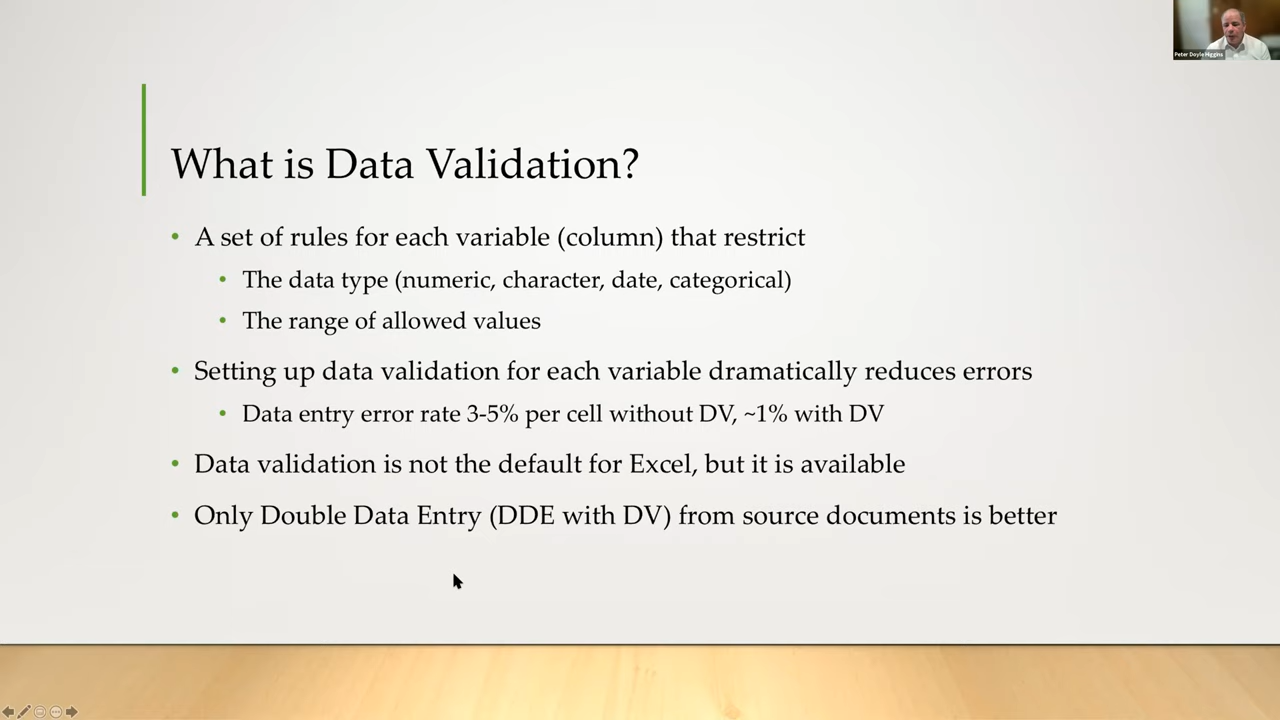 Peter Doyle Higgins
What is Data Validation?
• A set of rules for each variable (column) that restrict
• The data type (numeric, character, date, categorical)
• The range of allowed values
• Setting up data validation for each variable dramatically reduces errors
• Data entry error rate 3-5% per cell without DV, ~1% with DV
• Data validation is not the default for Excel, but it is available
• Only Double Data Entry (DDE with DV) from source documents is better